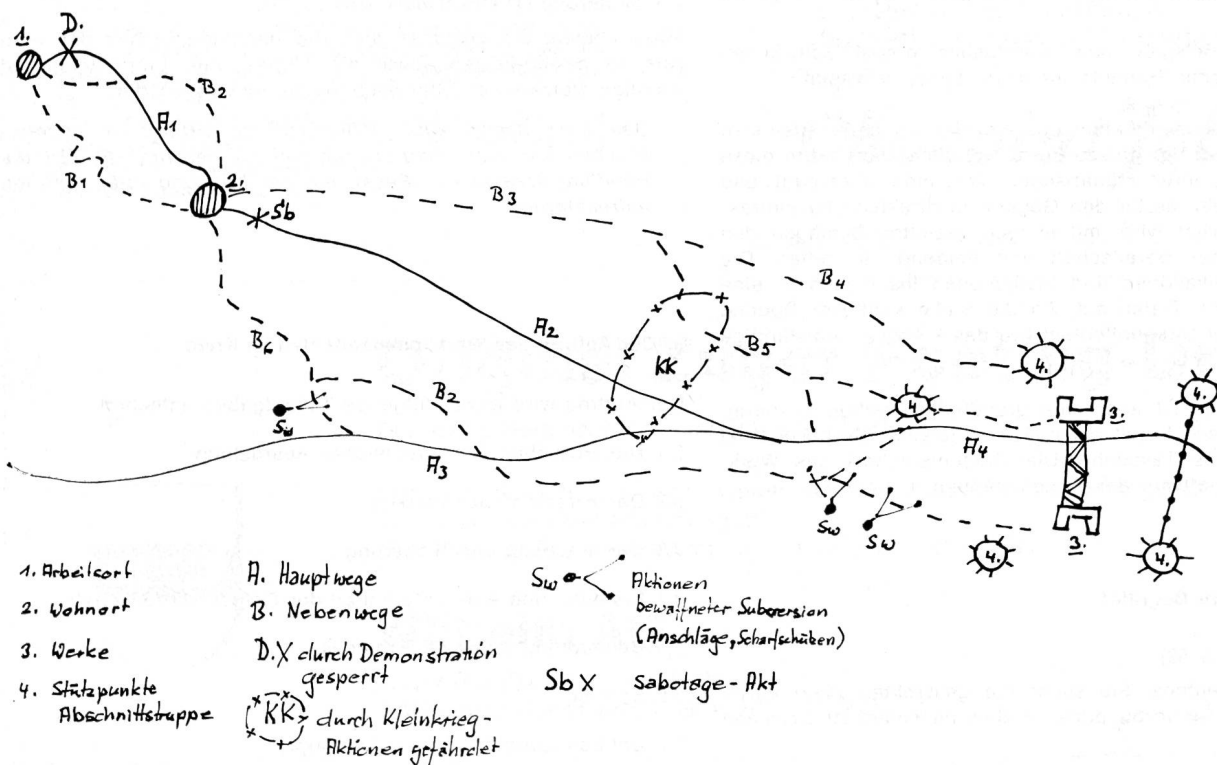 1.
D.
B2
A1
B1
2.
Sb
B3
B4
A2
B5
KK
B6
B2
Sw
A3
4.
4.
4.
3.
A4
Sw
Sw
4.
3.
4.
1. Arbeitsort
2. Wohnort
3. Werke
4. Stützpunkte
Abschnittstruppe
A. Hauptwege
B. Nebenwege
D.X durch Demonstration
gesperrt
KK durch Kleinkrieg-
Aktionen gefährdet
Sw Aktionen
bewaffneter Subversion
(Anschläge, Scharfschützen)
Sb X Sabotage-Akt